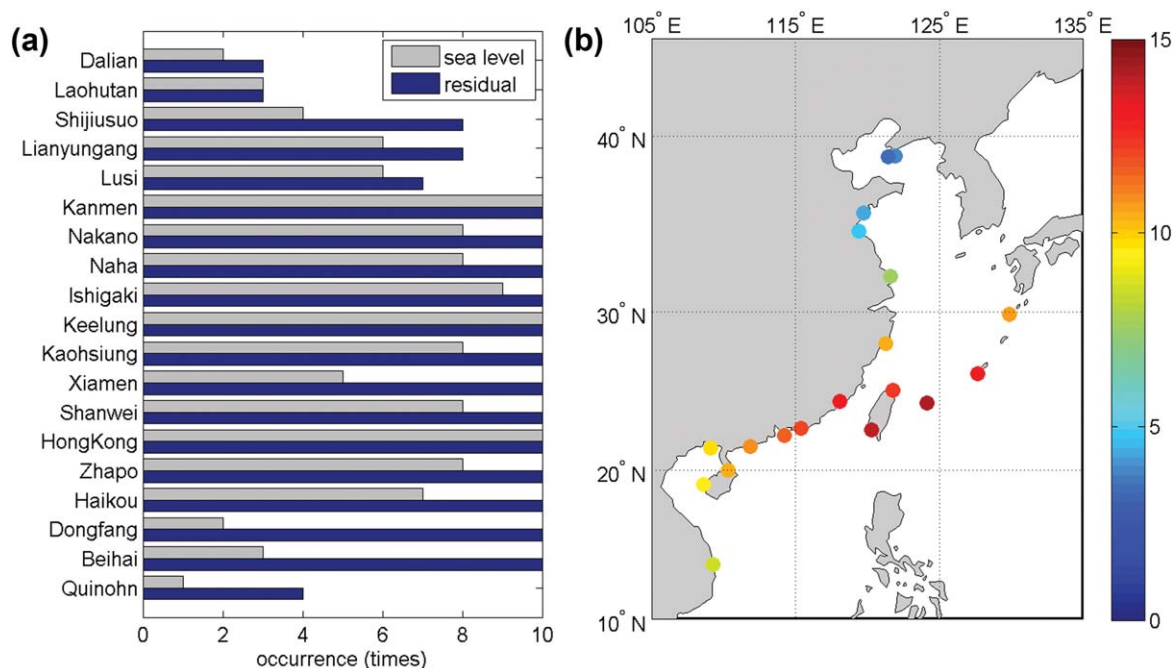 (a)
sea level
residual
Dalian
Laohutan
Shijiusuo
Lianyungang
Lusi
Kanmen
Nakano
Naha
Ishigaki
Keelung
Kaohsiung
Xiamen
Shanwei
HongKong
Zhapo
Haikou
Dongfang
Beihai
Quinohn
0 2 4 6 8 10
occurrence (times)
(b)
105° E 115° E 125° E 135° E
40° N
30° N
20° N
10° N
15
10
5
0